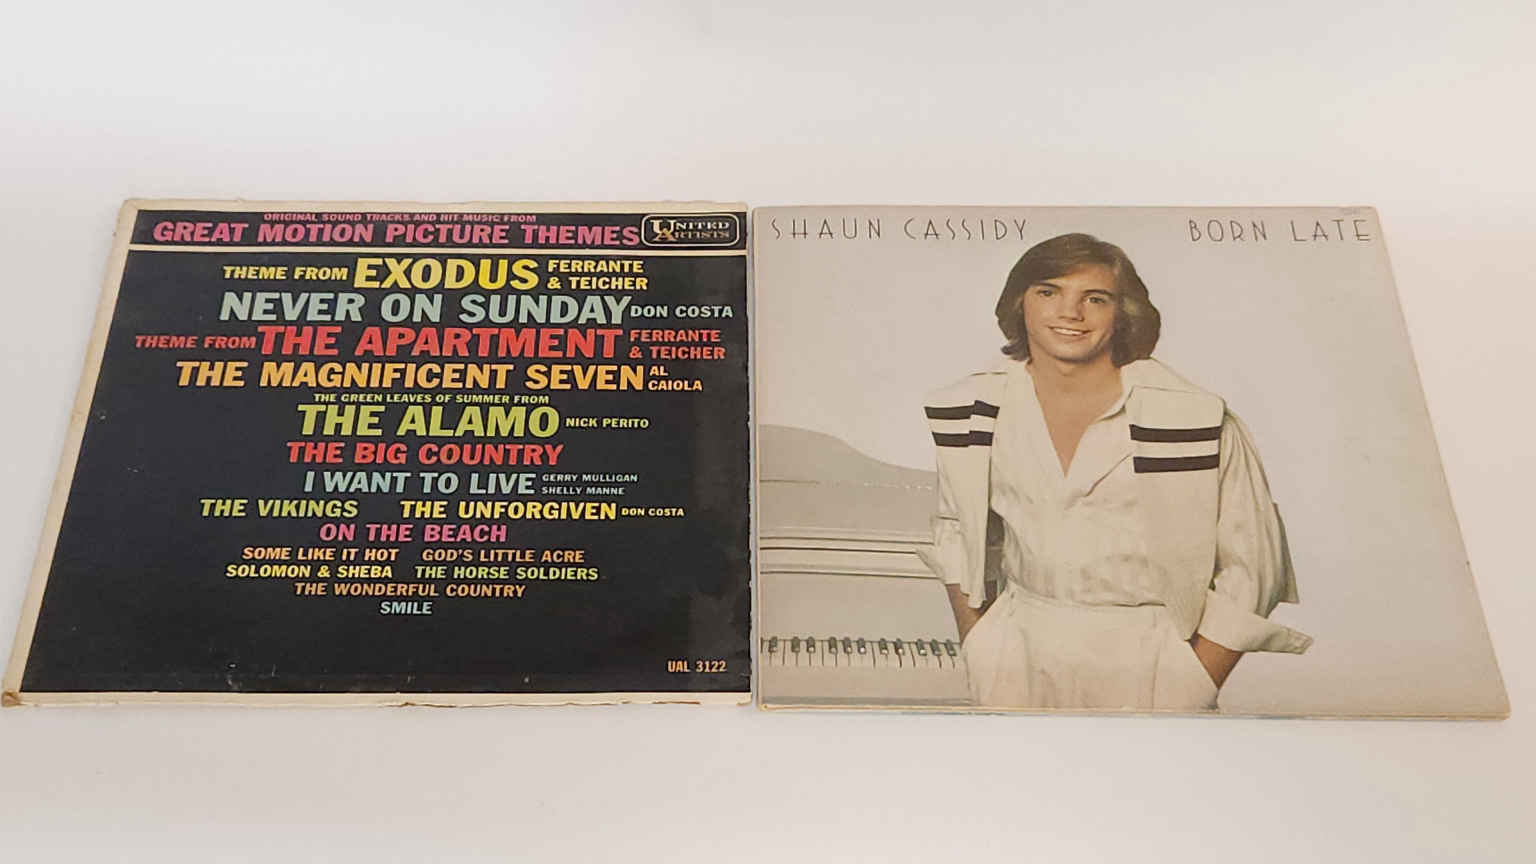 ORIGINAL SOUND TRACKS AND HIT MUSIC FROM
GREAT MOTION PICTURE THEMES
UNITED
ARTISTS
THEME FROM EXODUS FERRANTE & TEICHER
NEVER ON SUNDAY DON COSTA
THEME FROM THE APARTMENT FERRANTE & TEICHER
THE MAGNIFICENT SEVEN AL CAIOLA
THE GREEN LEAVES OF SUMMER FROM
THE ALAMO NICK PERITO
THE BIG COUNTRY
I WANT TO LIVE GERRY MULLIGAN SHELLY MANNE
THE VIKINGS THE UNFORGIVEN DON COSTA
ON THE BEACH
SOME LIKE IT HOT GOD'S LITTLE ACRE
SOLOMON & SHEBA THE HORSE SOLDIERS
THE WONDERFUL COUNTRY
SMILE
UAL 3122
SHAUN CASSIDY BORN LATE